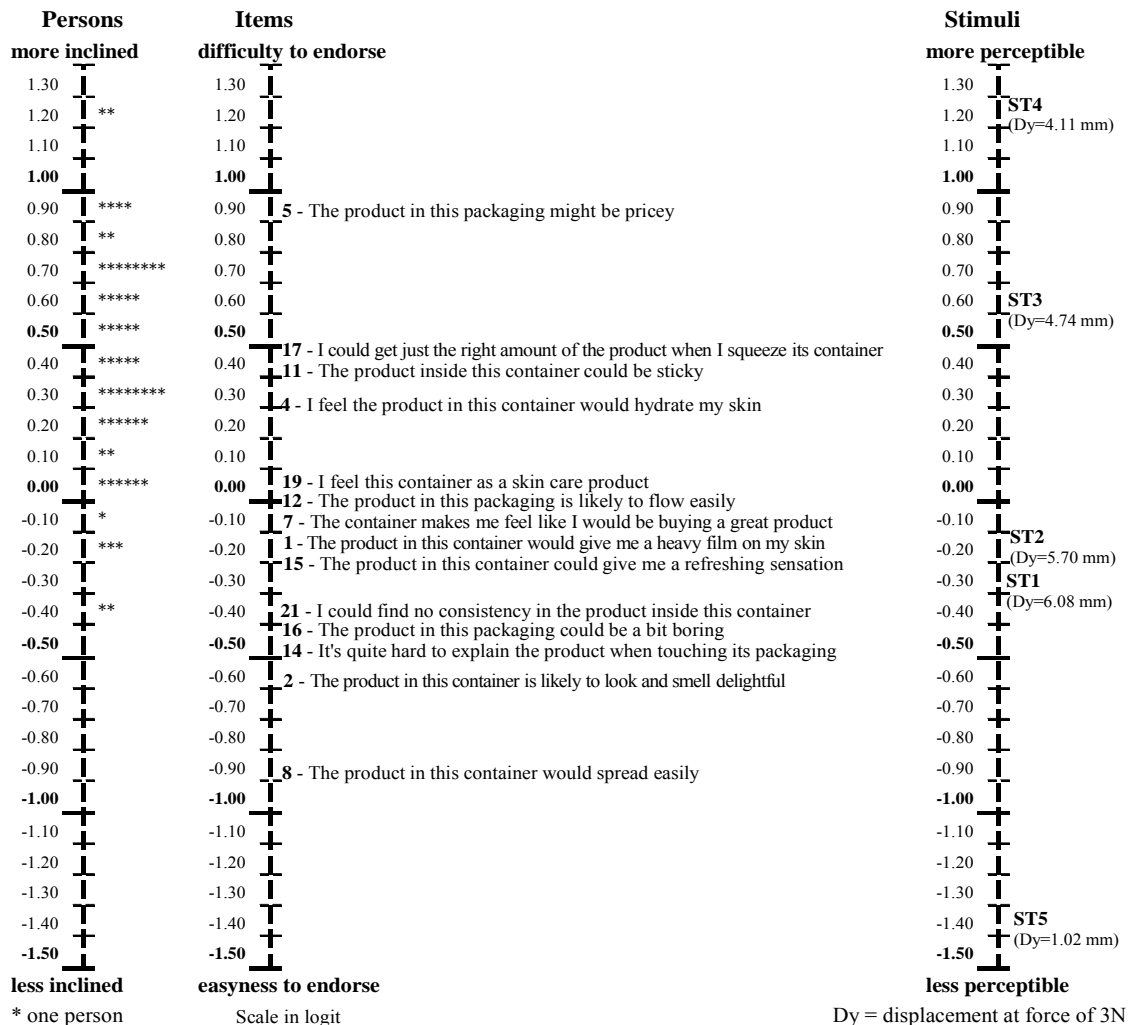 Persons Items Stimuli
more inclined difficulty to endorse more perceptible
1.30 1.30 1.30
1.20 ** 1.20 1.20 ST4
(Dy=4.11 mm)
1.10 1.10 1.10
1.00 1.00 1.00
0.90 **** 0.90 5 - The product in this packaging might be pricey 0.90
0.80 ** 0.80 0.80
0.70 ******** 0.70 0.70
0.60 ***** 0.60 0.60 ST3
(Dy=4.74 mm)
0.50 ***** 0.50 0.50
17 - I could get just the right amount of the product when I squeeze its container
0.40 ***** 0.40 0.40
11 - The product inside this container could be sticky
0.30 ******** 0.30 0.30
4 - I feel the product in this container would hydrate my skin
0.20 ****** 0.20 0.20
0.10 ** 0.10 0.10
0.00 ****** 0.00 19 - I feel this container as a skin care product 0.00
12 - The product in this packaging is likely to flow easily
-0.10 * -0.10 7 - The container makes me feel like I would be buying a great product -0.10
ST2
-0.20 *** -0.20 1 - The product in this container would give me a heavy film on my skin -0.20
(Dy=5.70 mm)
15 - The product in this container could give me a refreshing sensation
-0.30 -0.30 -0.30 ST1
(Dy=6.08 mm)
-0.40 ** -0.40 21 - I could find no consistency in the product inside this container -0.40
16 - The product in this packaging could be a bit boring
-0.50 -0.50 14 - It's quite hard to explain the product when touching its packaging -0.50
-0.60 -0.60 2 - The product in this container is likely to look and smell delightful -0.60
-0.70 -0.70 -0.70
-0.80 -0.80 -0.80
-0.90 -0.90 8 - The product in this container would spread easily -0.90
-1.00 -1.00 -1.00
-1.10 -1.10 -1.10
-1.20 -1.20 -1.20
-1.30 -1.30 -1.30
-1.40 -1.40 -1.40 ST5
(Dy=1.02 mm)
-1.50 -1.50 -1.50
less inclined easyness to endorse less perceptible
* one person Scale in logit Dy = displacement at force of 3N